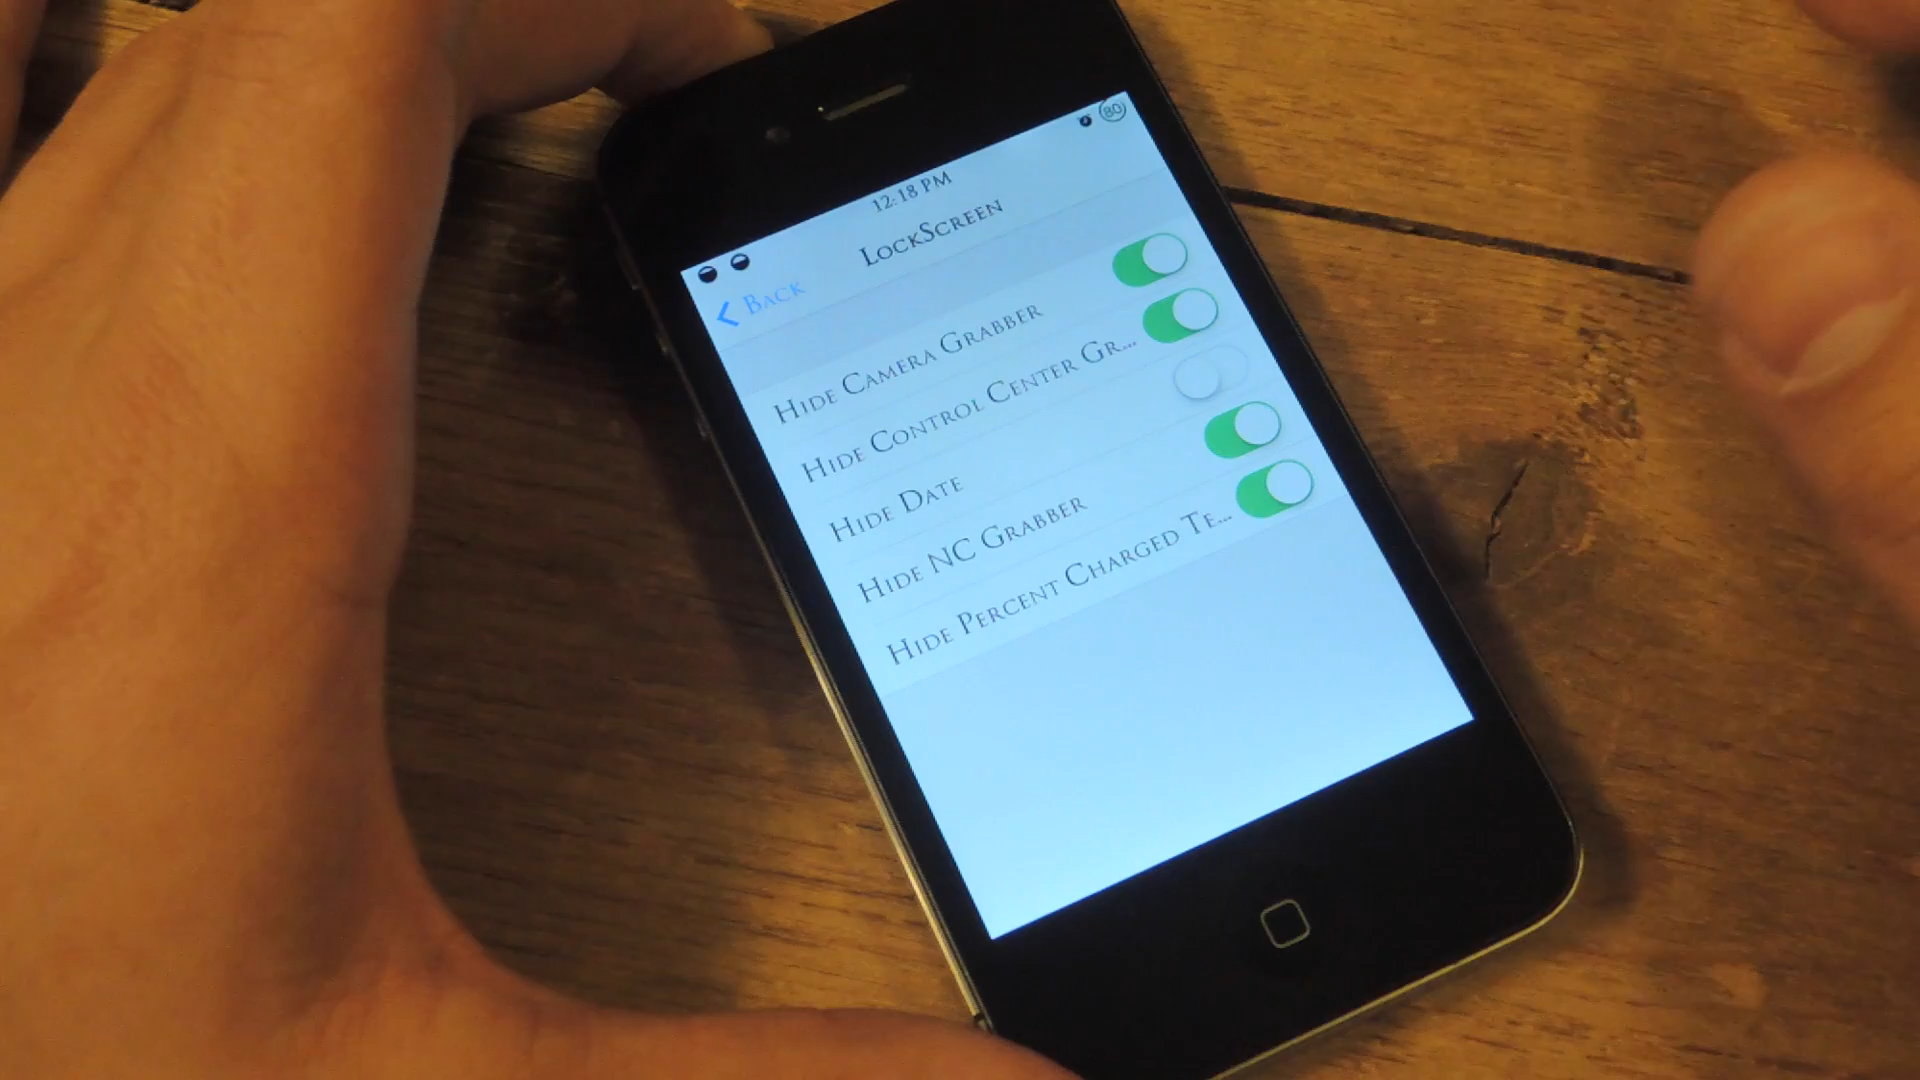 80
12:18 PM
LockScreen
Back
Hide Camera Grabber
Hide Control Center Gr...
Hide Date
Hide NC Grabber
Hide Percent Charged Te...